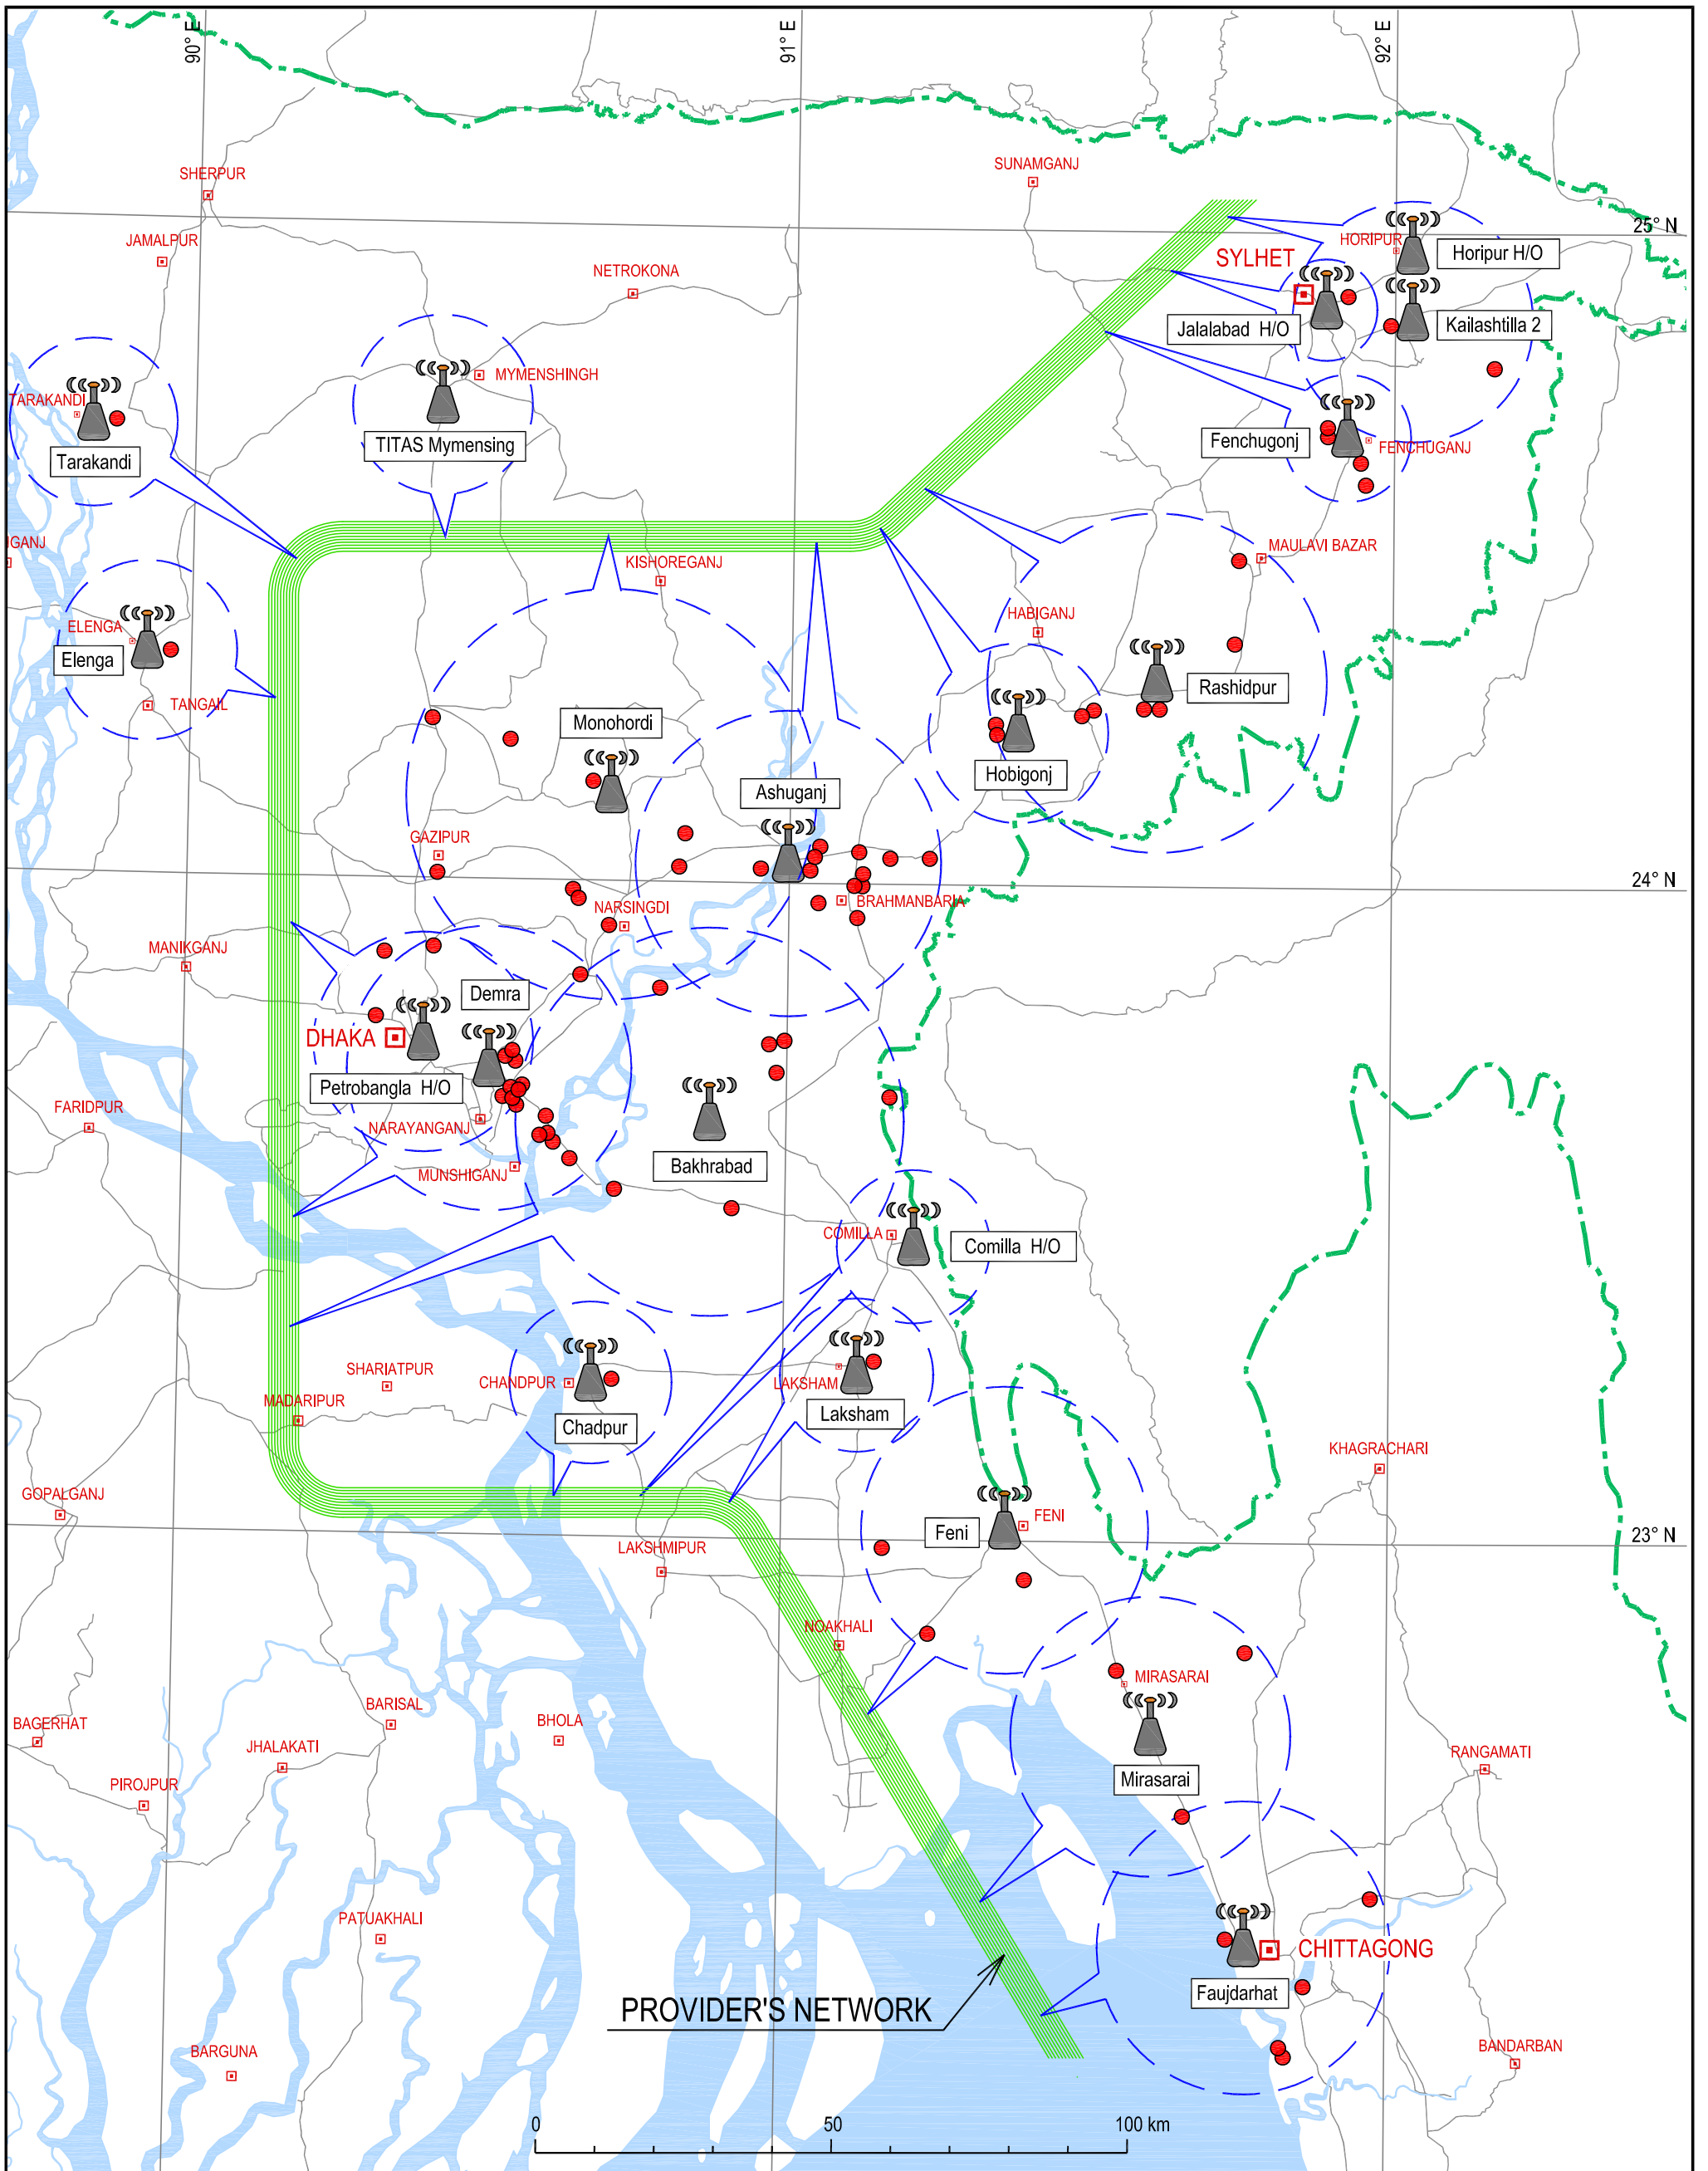 90° E
91° E
92° E
SHERPUR
SUNAMGANJ
25° N
JAMALPUR
HORIPUR
Horipur H/O
SYLHET
NETROKONA
Jalalabad H/O
Kailashtilla 2
MYMENSHINGH
TARAKANDI
TITAS Mymensing
Tarakandi
Fenchugonj
FENCHUGANJ
IGANJ
MAULAVI BAZAR
KISHOREGANJ
HABIGANJ
ELENGA
Elenga
Rashidpur
TANGAIL
Monohordi
Hobigonj
Ashuganj
GAZIPUR
24° N
BRAHMANBARIA
NARSINGDI
MANIKGANJ
Demra
DHAKA
Petrobangla H/O
FARIDPUR
NARAYANGANJ
Bakhrabad
MUNSHIGANJ
COMILLA
Comilla H/O
SHARIATPUR
CHANDPUR
LAKSHAM
MADARIPUR
Laksham
Chadpur
KHAGRACHARI
GOPALGANJ
FENI
Feni
23° N
LAKSHMIPUR
NOAKHALI
MIRASARAI
BARISAL
BHOLA
BAGERHAT
JHALAKATI
RANGAMATI
Mirasarai
PIROJPUR
PATUAKHALI
CHITTAGONG
Faujdarhat
PROVIDER'S NETWORK
BARGUNA
BANDARBAN
0
50
100 km